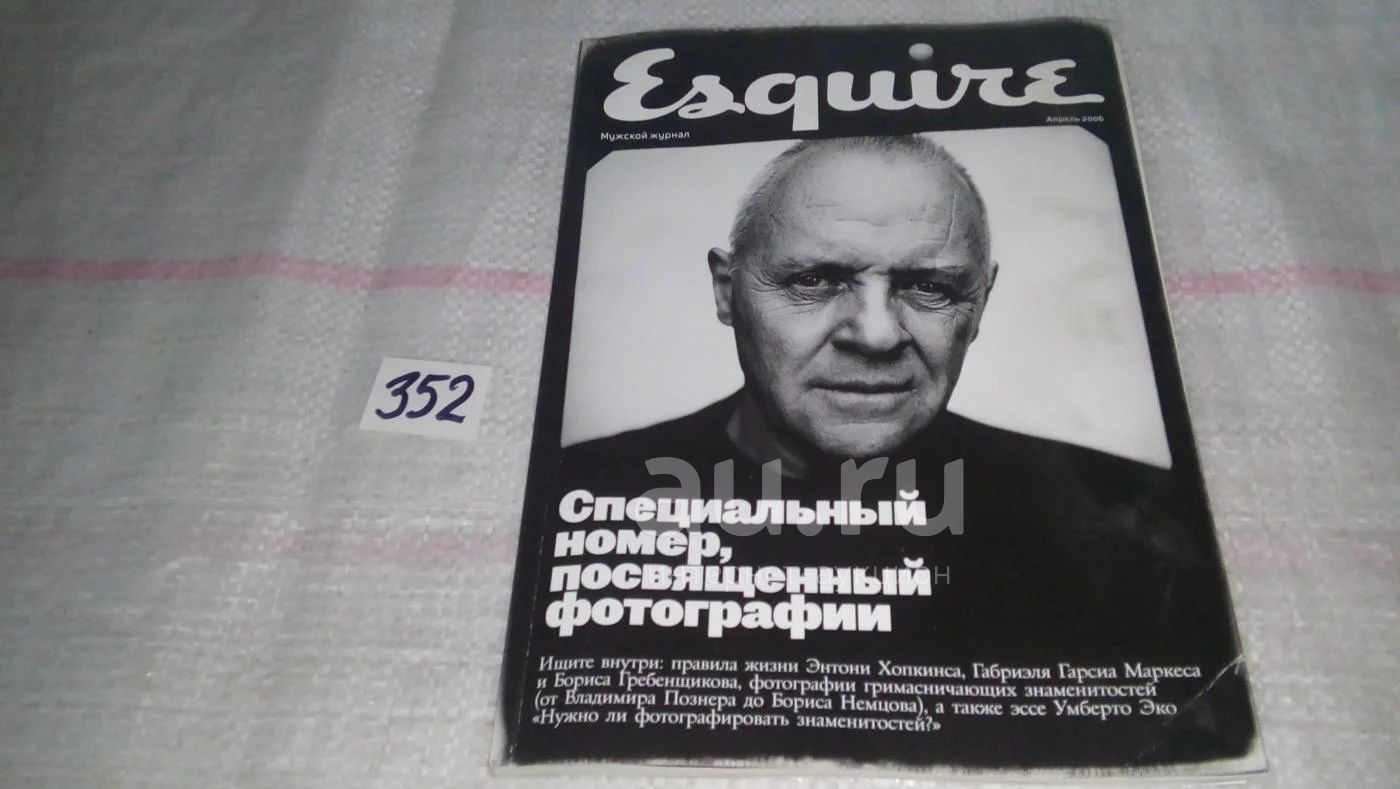 Esquire
Мужской журнал
Апрель 2006
352
au.ru
Специальный
номер,
посвященный
фотографии
Ищите внутри: правила жизни Энтони Хопкинса, Габриэля Гарсиа Маркеса
и Бориса Гребенщикова, фотографии гримасничающих знаменитостей
(от Владимира Познера до Бориса Немцова), а также эссе Умберто Эко
«Нужно ли фотографировать знаменитостей?»